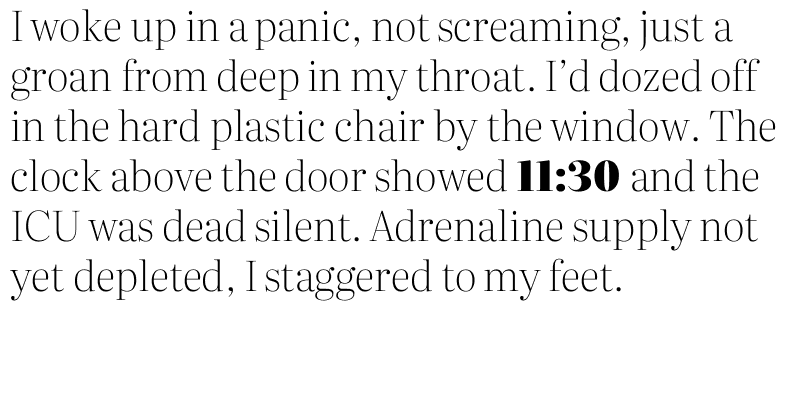 I woke up in a panic, not screaming, just a
groan from deep in my throat. I’d dozed off
in the hard plastic chair by the window. The
clock above the door showed 11:30 and the
ICU was dead silent. Adrenaline supply not
yet depleted, I staggered to my feet.